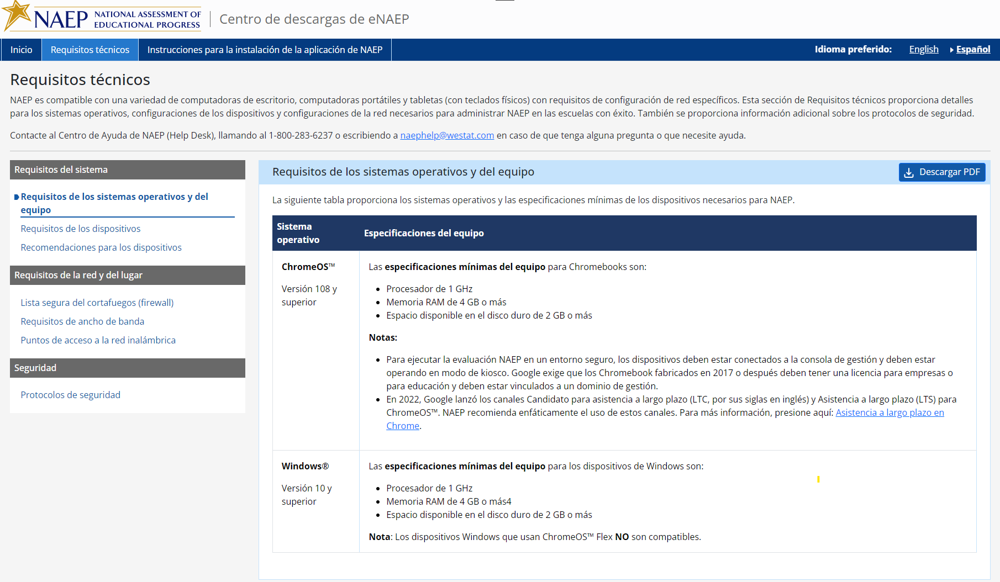 NAEP NATIONAL ASSESSMENT OF
EDUCATIONAL PROGRESS
Centro de descargas de eNAEP
Inicio
Requisitos técnicos
Instrucciones para la instalación de la aplicación de NAEP
Idioma preferido:
English
Español
Requisitos técnicos
NAEP es compatible con una variedad de computadoras de escritorio, computadoras portátiles y tabletas (con teclados físicos) con requisitos de configuración de red específicos. Esta sección de Requisitos técnicos proporciona detalles
para los sistemas operativos, configuraciones de los dispositivos y configuraciones de la red necesarios para administrar NAEP en las escuelas con éxito. También se proporciona información adicional sobre los protocolos de seguridad.
Contacte al Centro de Ayuda de NAEP (Help Desk), llamando al 1-800-283-6237 o escribiendo a naephelp@westat.com en caso de que tenga alguna pregunta o que necesite ayuda.
Requisitos del sistema
Requisitos de los sistemas operativos y del
equipo
Requisitos de los dispositivos
Recomendaciones para los dispositivos
Requisitos de la red y del lugar
Lista segura del cortafuegos (firewall)
Requisitos de ancho de banda
Puntos de acceso a la red inalámbrica
Seguridad
Protocolos de seguridad
Requisitos de los sistemas operativos y del equipo
Descargar PDF
La siguiente tabla proporciona los sistemas operativos y las especificaciones mínimas de los dispositivos necesarios para NAEP.
Sistema
operativo
Especificaciones del equipo
ChromeOS™
Versión 108 y
superior
Las especificaciones mínimas del equipo para Chromebooks son:
• Procesador de 1 GHz
• Memoria RAM de 4 GB o más
• Espacio disponible en el disco duro de 2 GB o más
Notas:
• Para ejecutar la evaluación NAEP en un entorno seguro, los dispositivos deben estar conectados a la consola de gestión y deben estar
operando en modo de kiosco. Google exige que los Chromebook fabricados en 2017 o después deben tener una licencia para empresas o
para educación y deben estar vinculados a un dominio de gestión.
• En 2022, Google lanzó los canales Candidato para asistencia a largo plazo (LTC, por sus siglas en inglés) y Asistencia a largo plazo (LTS) para
ChromeOS™. NAEP recomienda enfáticamente el uso de estos canales. Para más información, presione aquí: Asistencia a largo plazo en
Chrome.
Windows®
Versión 10 y
superior
Las especificaciones mínimas del equipo para los dispositivos de Windows son:
• Procesador de 1 GHz
• Memoria RAM de 4 GB o más4
• Espacio disponible en el disco duro de 2 GB o más
Nota: Los dispositivos Windows que usan ChromeOS™ Flex NO son compatibles.